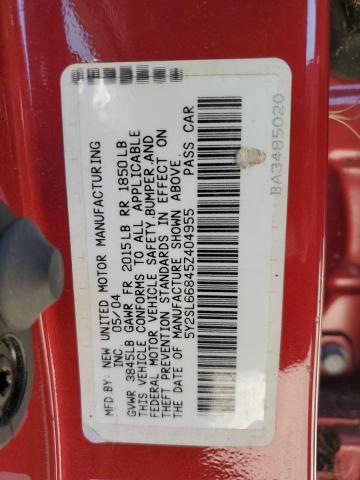 MFD BY: NEW UNITED MOTOR MANUFACTURING
INC. 05/04
GVWR 3845LB GAWR FR 2015LB RR 1850LB
THIS VEHICLE CONFORMS TO ALL APPLICABLE
FEDERAL MOTOR VEHICLE SAFETY, BUMPER, AND
THEFT PREVENTION STANDARDS IN EFFECT ON
THE DATE OF MANUFACTURE SHOWN ABOVE.
5Y2SL66845Z404955 PASS CAR
BA3485020